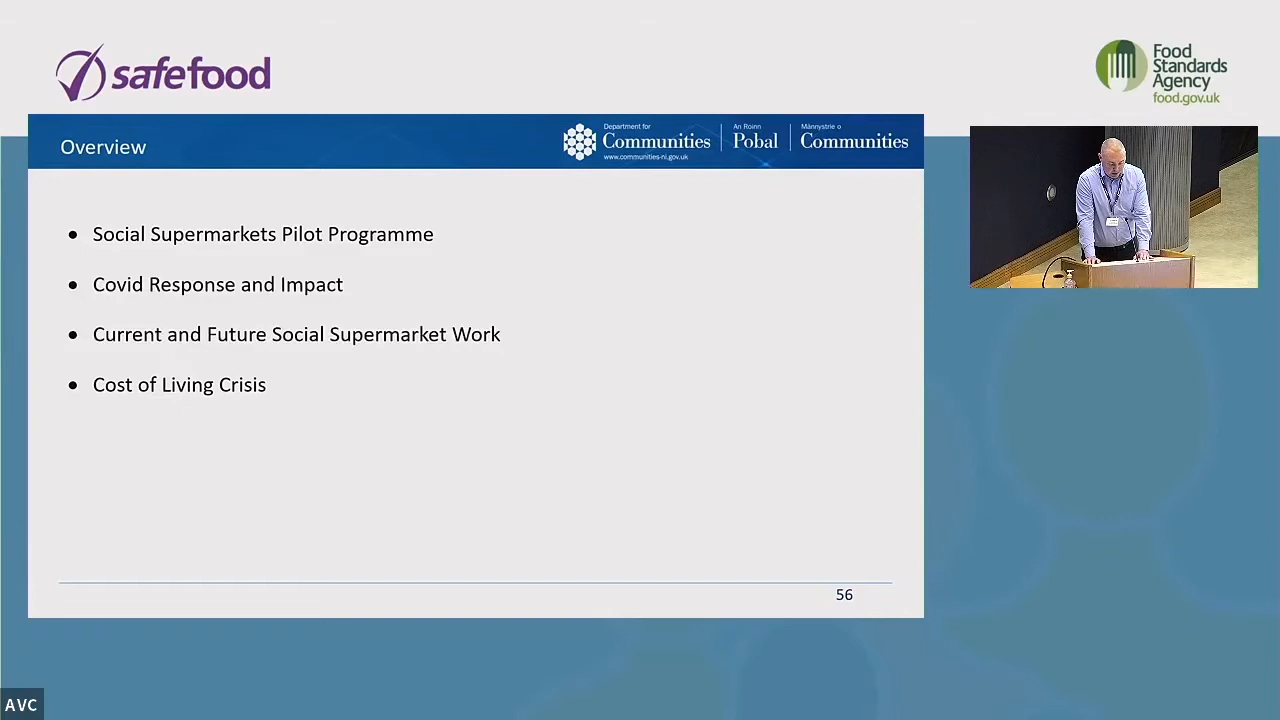 safefood
Food
Standards
Agency
food.gov.uk
Overview
Department for
Communities
www.communities-ni.gov.uk
An Roinn
Pobal
Männystrie o
Communities
• Social Supermarkets Pilot Programme
• Covid Response and Impact
• Current and Future Social Supermarket Work
• Cost of Living Crisis
56
AVC